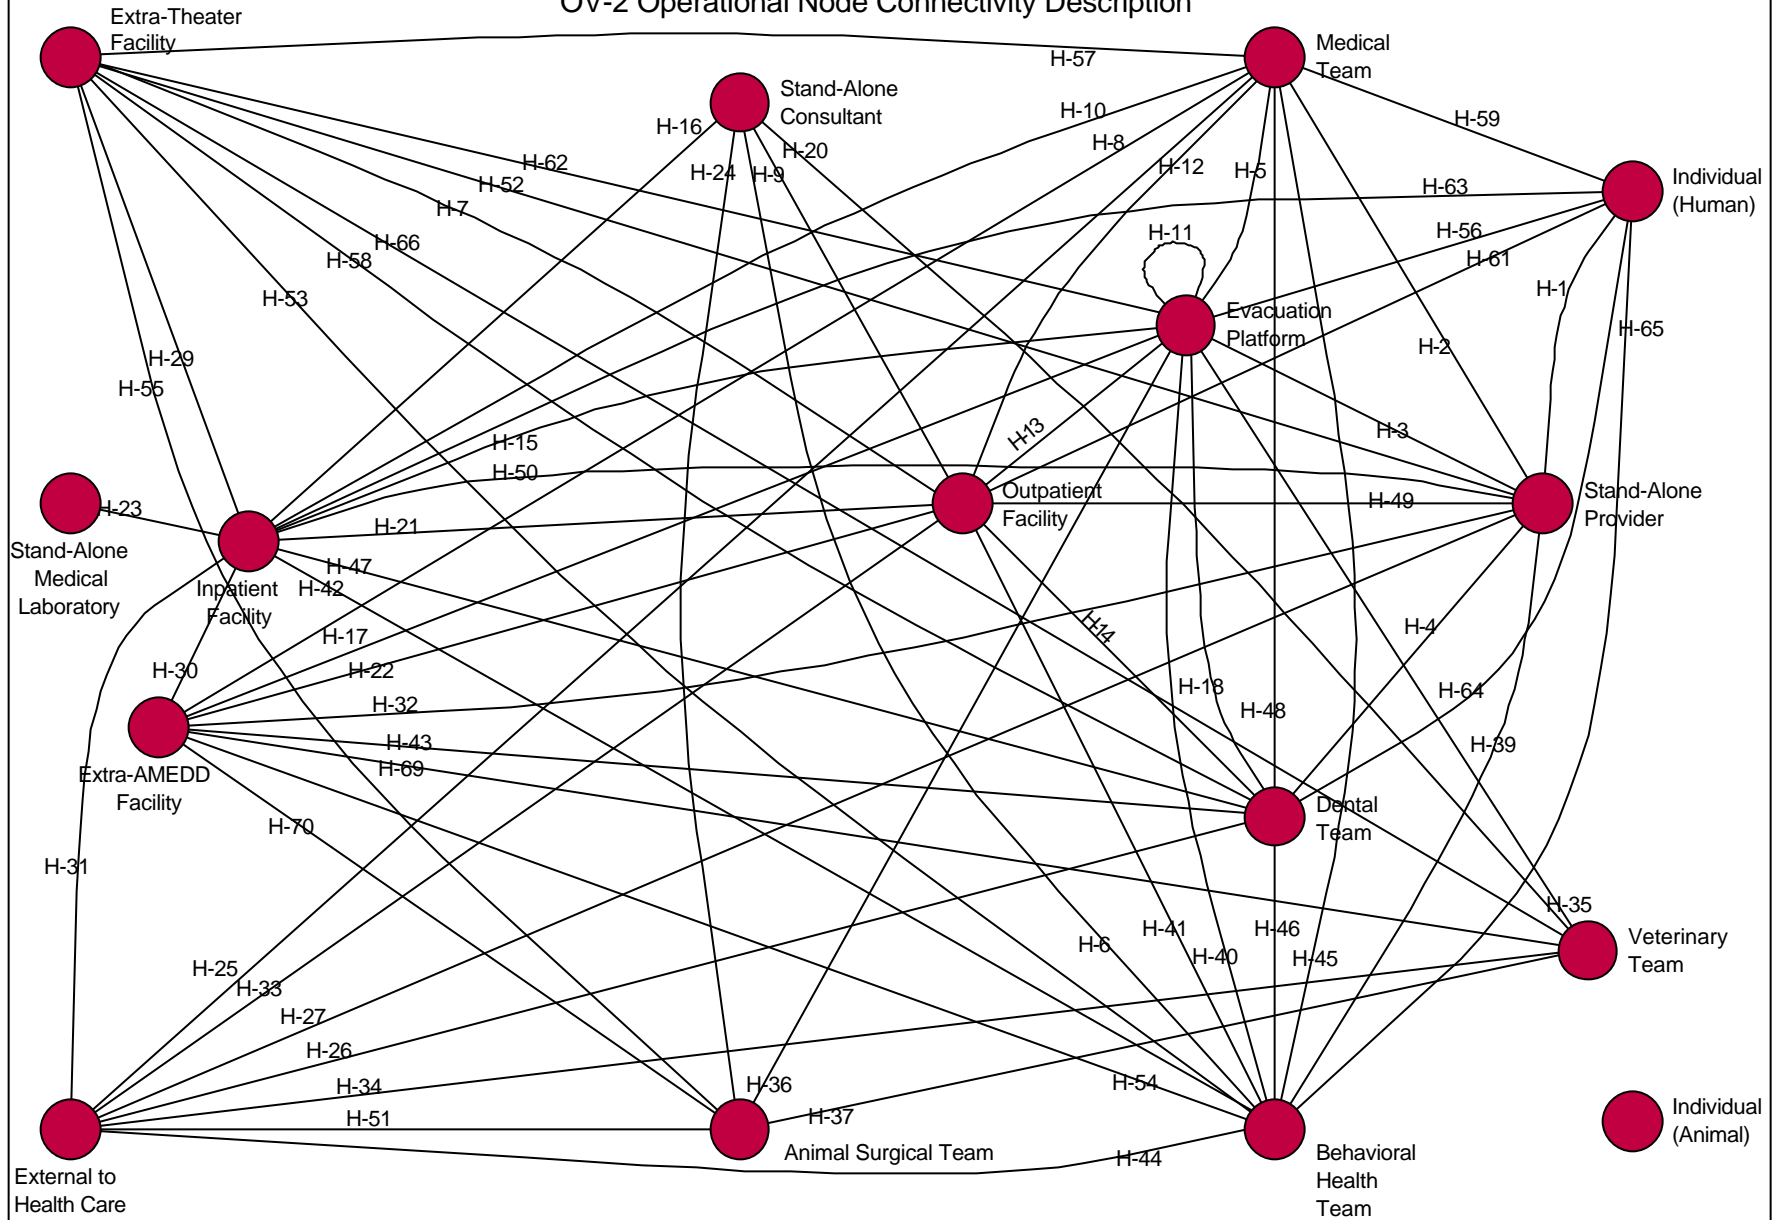 OV-2 Operational Node Connectivity Description
Extra-Theater
Facility
Medical
Team
H-57
Stand-Alone
Consultant
H-10
H-59
H-16
H-8
H-20
H-62
H-12
H-5
H-24
H-9
H-52
H-63
Individual
(Human)
H-7
H-66
H-11
H-56
H-58
H-61
H-53
H-1
Evacuation
Platform
H-65
H-29
H-2
H-55
H-15
H-13
H-3
H-50
Outpatient
Facility
H-49
Stand-Alone
Provider
H-23
H-21
Stand-Alone
Medical
Laboratory
H-47
H-42
Inpatient
Facility
H-17
H-14
H-4
H-30
H-22
H-18
H-64
H-32
H-48
H-43
H-39
H-69
Extra-AMEDD
Facility
Dental
Team
H-70
H-31
H-35
H-6
H-41
H-46
H-40
H-45
Veterinary
Team
H-25
H-33
H-27
H-26
H-34
H-36
H-54
H-51
H-37
Individual
(Animal)
Animal Surgical Team
H-44
Behavioral
Health
Team
External to
Health Care